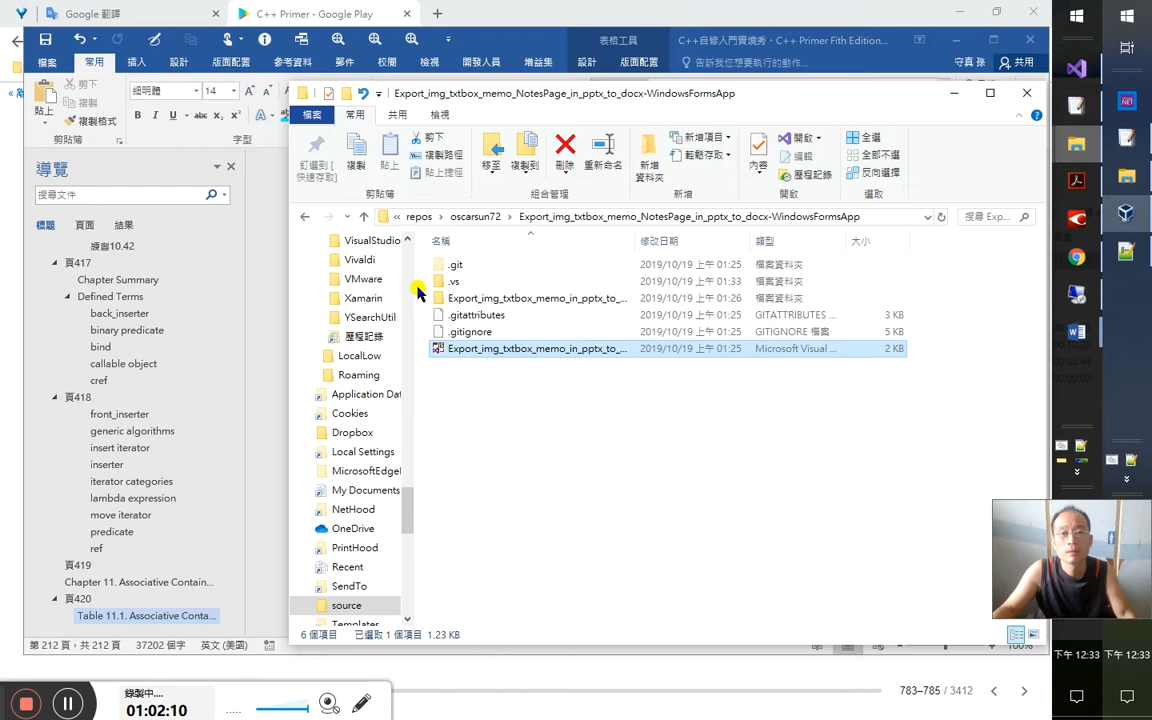 Google 翻譯
C++ Primer - Google Play
表格工具
C++自修入門實境秀、C++ Primer Fith Edition...
檔案
常用
插入
設計
版面配置
參考資料
郵件
校閱
檢視
開發人員
增益集
設計
版面配置
告訴我您想要執行的動作...
守真 孫
共用
貼上
剪下
複製
複製格式
剪貼簿
細明體
14
字型
導覽
搜尋文件
標題
頁面
結果
練習10.42
頁417
Chapter Summary
Defined Terms
back_inserter
binary predicate
bind
callable object
cref
頁418
front_inserter
generic algorithms
insert iterator
inserter
iterator categories
lambda expression
move iterator
predicate
ref
頁419
Chapter 11. Associative Contain...
頁420
Table 11.1. Associative Conta...
第 212 頁，共 212 頁
37202 個字
英文 (美國)
Export_img_txtbox_memo_NotesPage_in_pptx_to_docx-WindowsFormsApp
檔案
常用
共用
檢視
釘選到 [快速存取]
複製
貼上
剪下
複製路徑
貼上捷徑
剪貼簿
移至
複製到
刪除
重新命名
組合管理
新增資料夾
新增項目
輕鬆存取
新增
內容
開啟
編輯
歷程記錄
開啟
全選
全部不選
反向選擇
選取
« repos
oscarsun72
Export_img_txtbox_memo_NotesPage_in_pptx_to_docx-WindowsFormsApp
搜尋 Exp...
VisualStudio
Vivaldi
VMware
Xamarin
YSearchUtil
歷程記錄
LocalLow
Roaming
Application Dat
Cookies
Dropbox
Local Settings
MicrosoftEdgeI
My Documents
NetHood
OneDrive
PrintHood
Recent
SendTo
source
Templates
名稱
修改日期
類型
大小
.git
2019/10/19 上午 01:25
檔案資料夾
.vs
2019/10/19 上午 01:33
檔案資料夾
Export_img_txtbox_memo_in_pptx_to_...
2019/10/19 上午 01:26
檔案資料夾
.gitattributes
2019/10/19 上午 01:25
GITATTRIBUTES ...
3 KB
.gitignore
2019/10/19 上午 01:25
GITIGNORE 檔案
5 KB
Export_img_txtbox_memo_in_pptx_to_...
2019/10/19 上午 01:25
Microsoft Visual ...
2 KB
6 個項目
已選取 1 個項目 1.23 KB
100%
783–785 / 3412
錄製中....
01:02:10
下午 12:33
下午 12:33